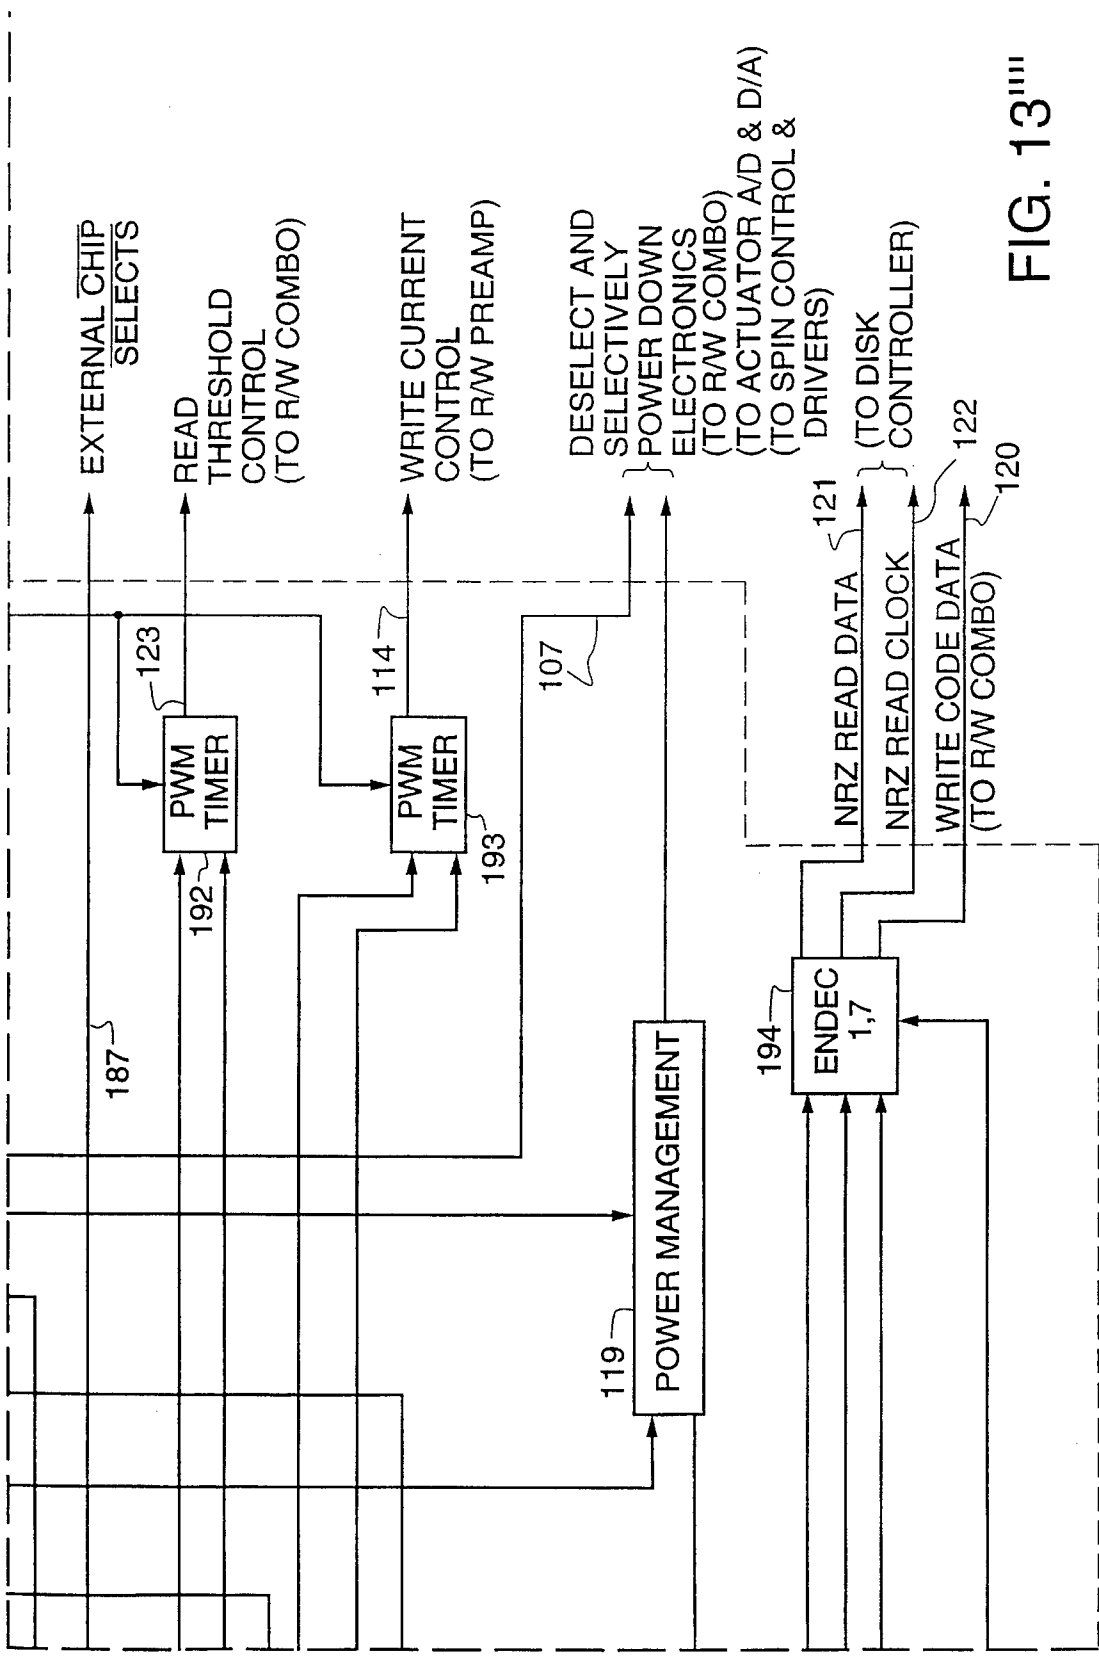 EXTERNAL CHIP
SELECTS
187
READ
THRESHOLD
CONTROL
(TO R/W COMBO)
123
PWM
TIMER
192
WRITE CURRENT
CONTROL
(TO R/W PREAMP)
114
PWM
TIMER
193
DESELECT AND
SELECTIVELY
POWER DOWN
ELECTRONICS
(TO R/W COMBO)
(TO ACTUATOR A/D & D/A)
(TO SPIN CONTROL &
DRIVERS)
107
119
POWER MANAGEMENT
194
ENDEC
1,7
NRZ READ DATA
121
(TO DISK
CONTROLLER)
NRZ READ CLOCK
122
WRITE CODE DATA
(TO R/W COMBO)
120
FIG. 13''''